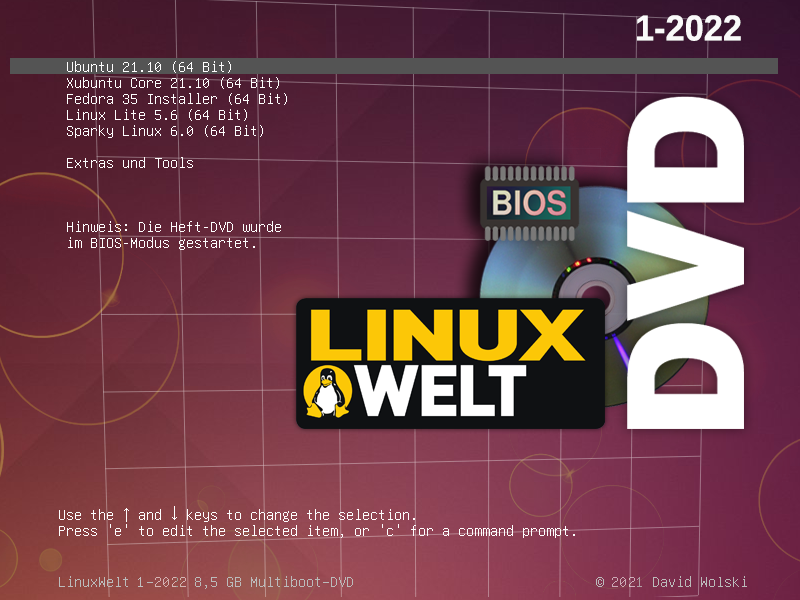 1-2022
Ubuntu 21.10 (64 Bit)
Xubuntu Core 21.10 (64 Bit)
Fedora 35 Installer (64 Bit)
Linux Lite 5.6 (64 Bit)
Sparky Linux 6.0 (64 Bit)
Extras und Tools
Hinweis: Die Heft-DVD wurde
im BIOS-Modus gestartet.
BIOS
DVD
LINUX
WELT
Use the ↑ and ↓ keys to change the selection.
Press 'e' to edit the selected item, or 'c' for a command prompt.
LinuxWelt 1-2022 8,5 GB Multiboot-DVD
© 2021 David Wolski